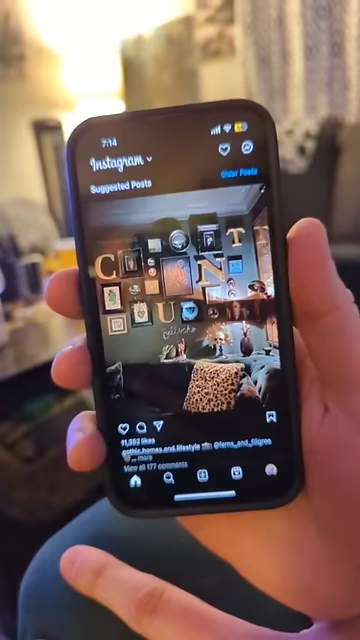 7:14
Instagram
Older Posts
Suggested Posts
C N T T
U
Bollocks
11,352 likes
gothic.homes.and.lifestyle 📸 @ferns_and_filigree
... more
View all 177 comments